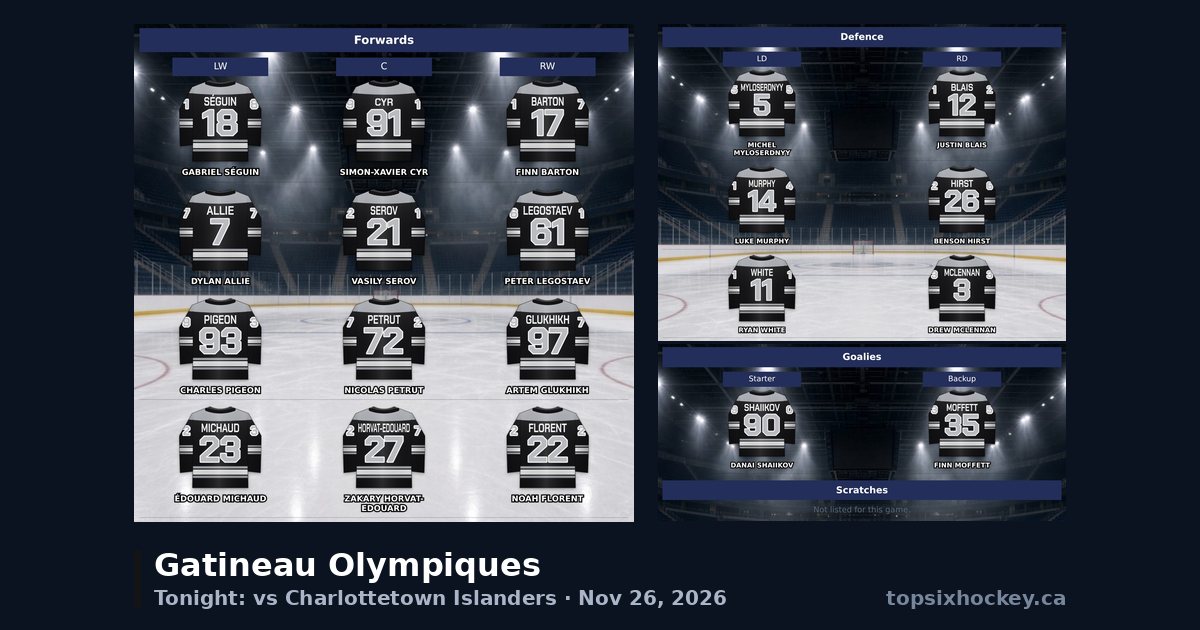 Forwards
LW C RW
SÉGUIN CYR BARTON
18 91 17
GABRIEL SÉGUIN SIMON-XAVIER CYR FINN BARTON
ALLIE SEROV LEGOSTAEV
7 21 61
DYLAN ALLIE VASILY SEROV PETER LEGOSTAEV
PIGEON PETRUT GLUKHIKH
93 72 97
CHARLES PIGEON NICOLAS PETRUT ARTEM GLUKHIKH
MICHAUD HORVAT-EDOUARD FLORENT
23 27 22
ÉDOUARD MICHAUD ZAKARY HORVAT-EDOUARD NOAH FLORENT
Defence
LD RD
MYLOSERDNYY BLAIS
5 12
MICHEL MYLOSERDNYY JUSTIN BLAIS
MURPHY HIRST
14 26
LUKE MURPHY BENSON HIRST
WHITE MCLENNAN
11 3
RYAN WHITE DREW MCLENNAN
Goalies
Starter Backup
SHAIIKOV MOFFETT
90 35
DANAI SHAIIKOV FINN MOFFETT
Scratches
Not listed for this game.
Gatineau Olympiques
Tonight: vs Charlottetown Islanders · Nov 26, 2026
topsixhockey.ca